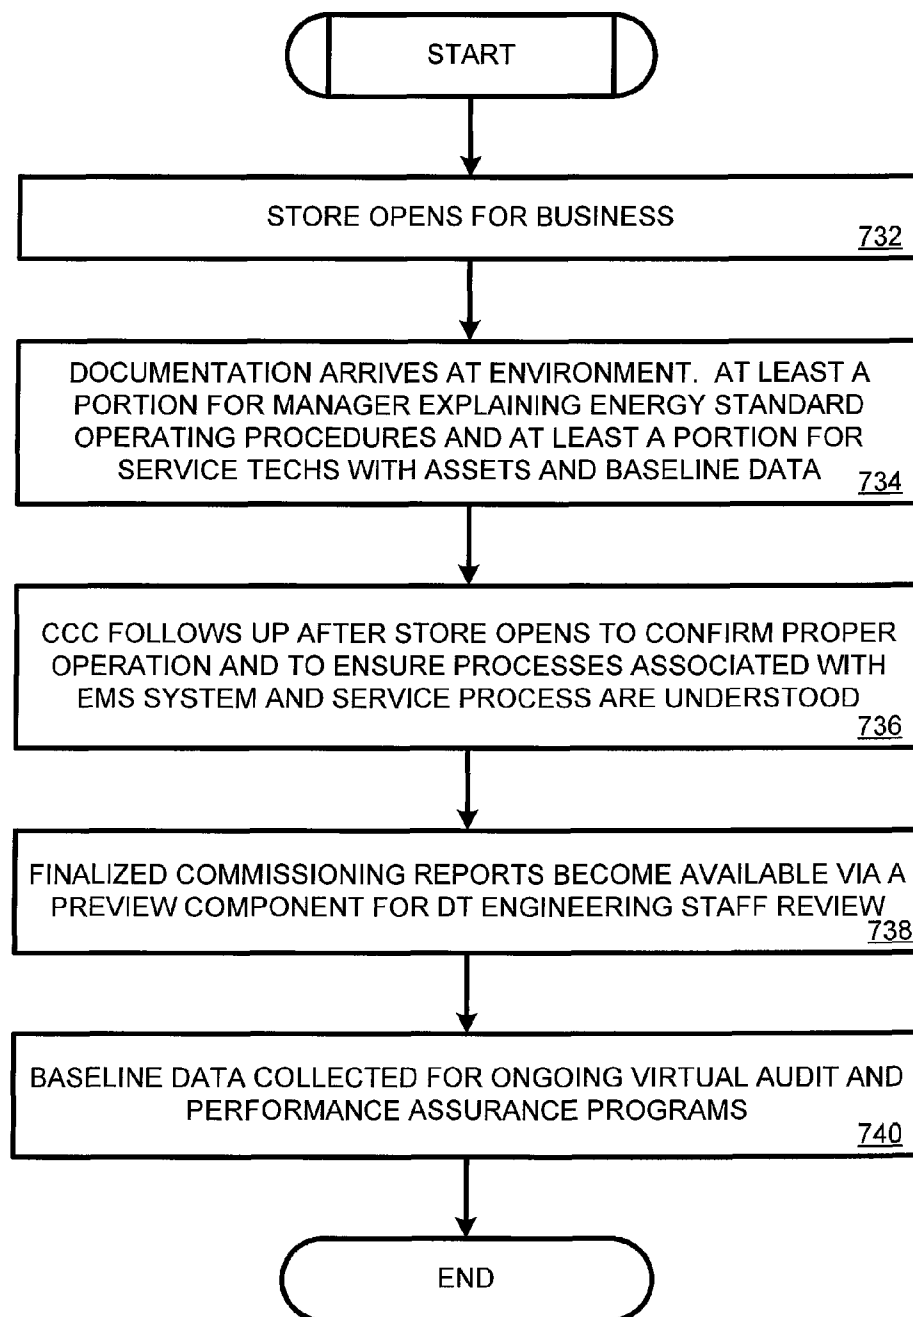 START
STORE OPENS FOR BUSINESS
732
DOCUMENTATION ARRIVES AT ENVIRONMENT. AT LEAST A
PORTION FOR MANAGER EXPLAINING ENERGY STANDARD
OPERATING PROCEDURES AND AT LEAST A PORTION FOR
SERVICE TECHS WITH ASSETS AND BASELINE DATA
734
CCC FOLLOWS UP AFTER STORE OPENS TO CONFIRM PROPER
OPERATION AND TO ENSURE PROCESSES ASSOCIATED WITH
EMS SYSTEM AND SERVICE PROCESS ARE UNDERSTOOD
736
FINALIZED COMMISSIONING REPORTS BECOME AVAILABLE VIA A
PREVIEW COMPONENT FOR DT ENGINEERING STAFF REVIEW
738
BASELINE DATA COLLECTED FOR ONGOING VIRTUAL AUDIT AND
PERFORMANCE ASSURANCE PROGRAMS
740
END